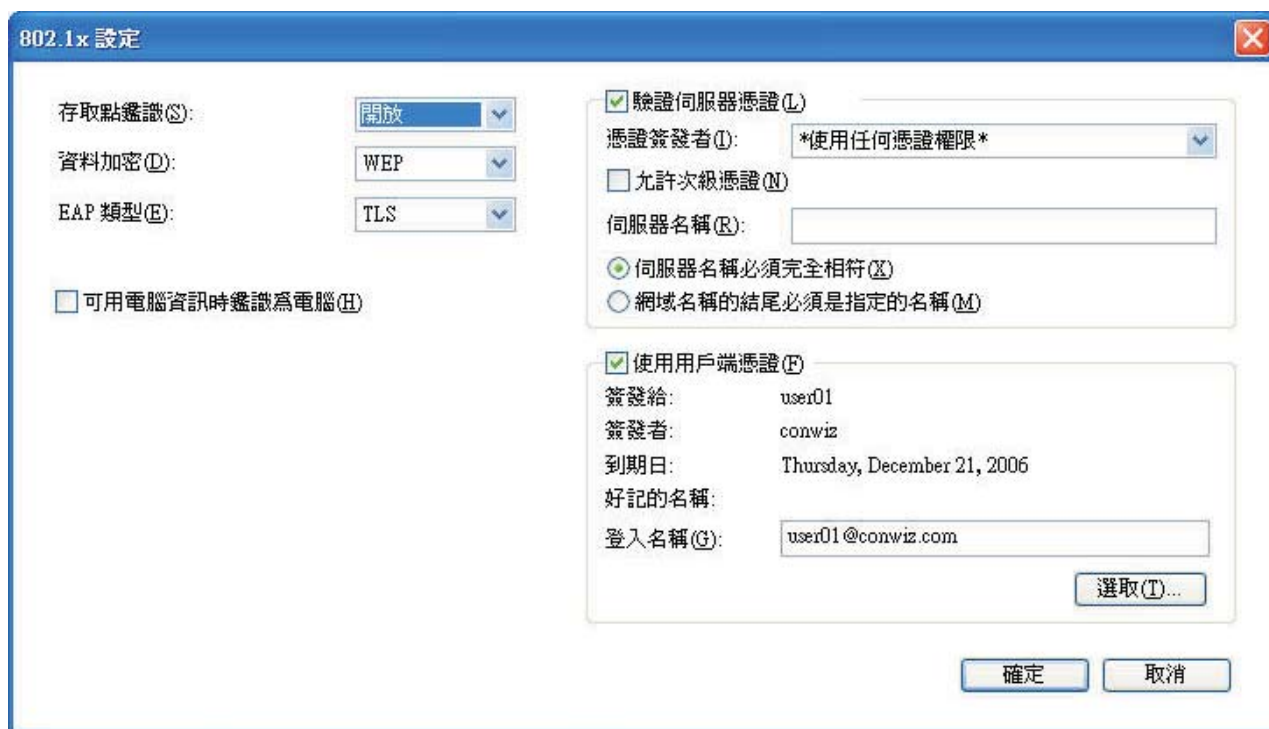 802.1x 設定
存取點鑑識(S): 開放
資料加密(D): WEP
EAP 類型(E): TLS
可用電腦資訊時鑑識為電腦(H)
驗證伺服器憑證(L)
憑證簽發者(I): *使用任何憑證權限*
允許次級憑證(N)
伺服器名稱(R):
伺服器名稱必須完全相符(X)
網域名稱的結尾必須是指定的名稱(M)
使用用戶端憑證(F)
簽發給: user01
簽發者: conwiz
到期日: Thursday, December 21, 2006
好記的名稱:
登入名稱(G): user01@conwiz.com
選取(T)...
確定 取消